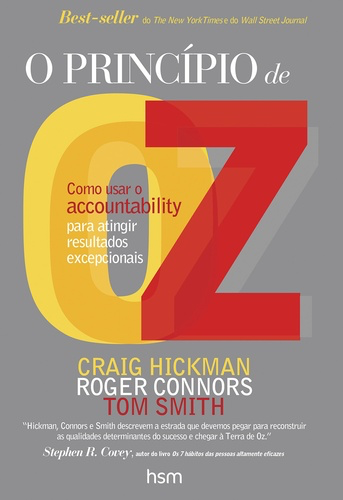 Best-seller do The New York Times e do Wall Street Journal
O PRINCÍPIO de
OZ
Como usar o
accountability
para atingir
resultados
excepcionais
CRAIG HICKMAN
ROGER CONNORS
TOM SMITH
“Hickman, Connors e Smith descrevem a estrada que devemos pegar para reconstruir
as qualidades determinantes do sucesso e chegar à Terra de Oz.”
Stephen R. Covey, autor do livro Os 7 hábitos das pessoas altamente eficazes
hsm